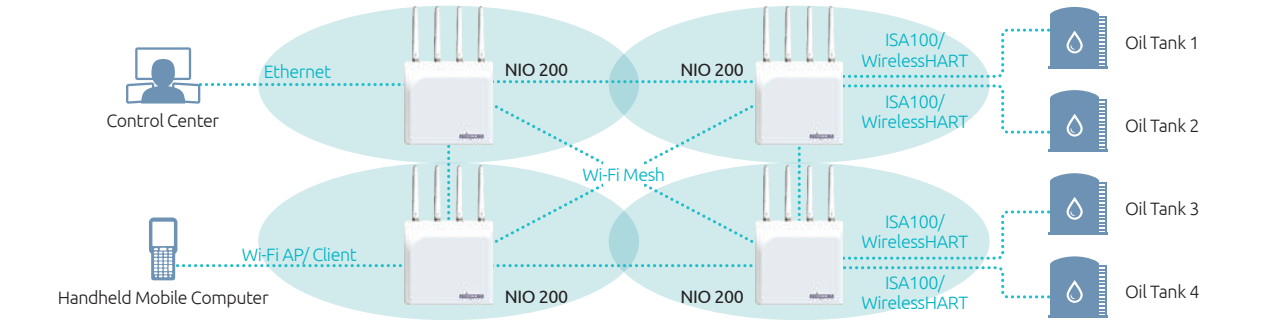 ISA100/
WirelessHART
Oil Tank 1
Ethernet
NIO 200
NIO 200
Control Center
ISA100/
WirelessHART
Oil Tank 2
Wi-Fi Mesh
ISA100/
WirelessHART
Oil Tank 3
Wi-Fi AP/ Client
Handheld Mobile Computer
NIO 200
NIO 200
ISA100/
WirelessHART
Oil Tank 4